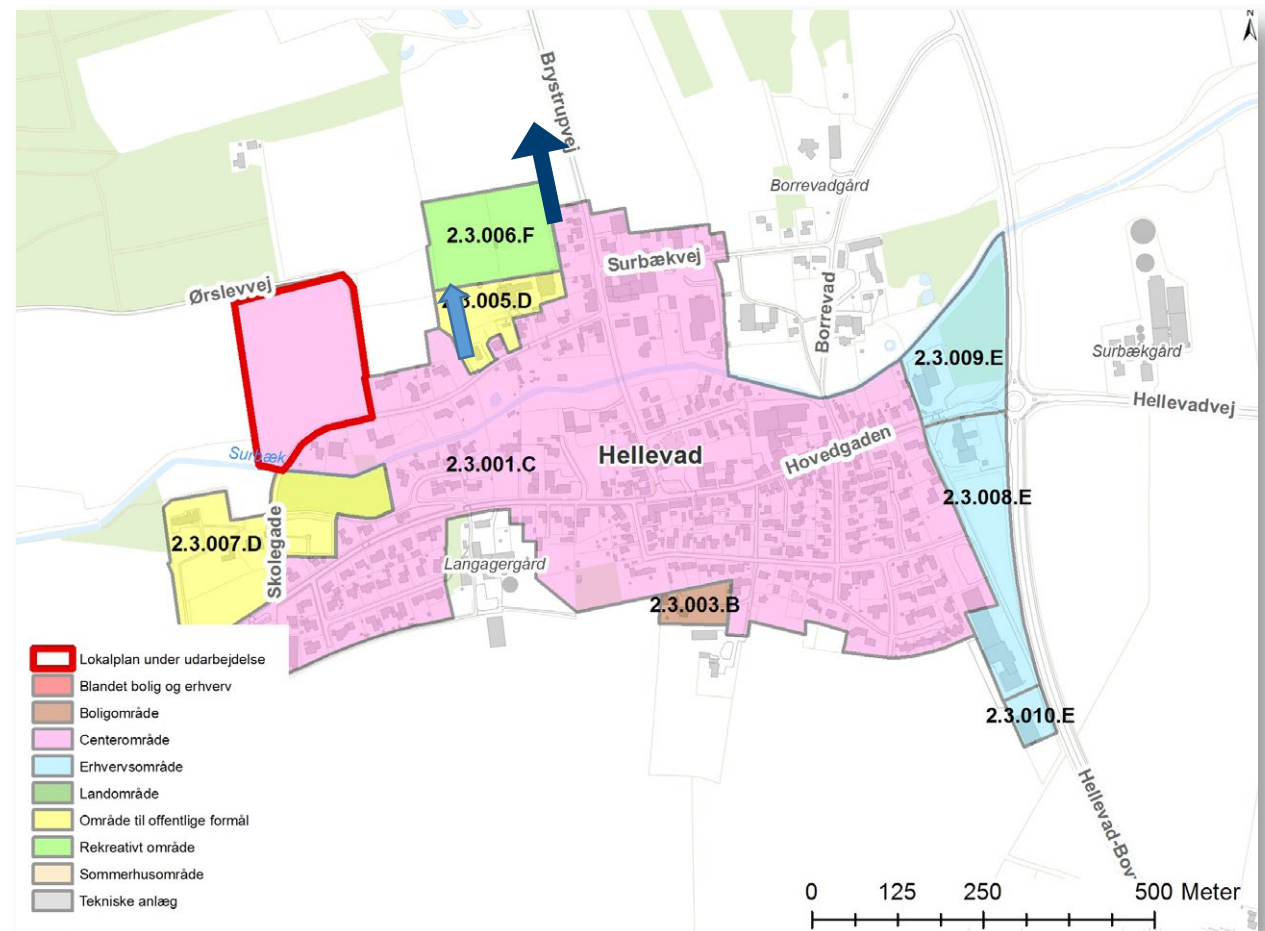 N
Brystrupvej
Borrevadgård
2.3.006.F
Surbækvej
Ørslevvej
2.3.005.D
Borrevad
Surbækgård
2.3.009.E
Hellevadvej
Surbæk
2.3.001.C
Hellevad
Hovedgaden
2.3.008.E
2.3.007.D
Skolegade
Langagergård
2.3.003.B
2.3.010.E
Hellevad-Bov
Lokalplan under udarbejdelse
Blandet bolig og erhverv
Boligområde
Centerområde
Erhvervsområde
Landområde
Område til offentlige formål
Rekreativt område
Sommerhusområde
Tekniske anlæg
0 125 250 500 Meter